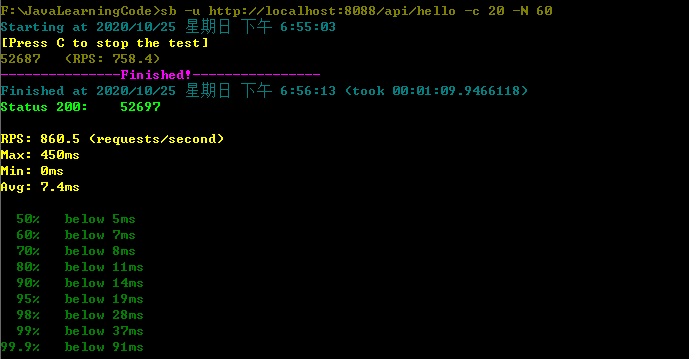 F:\JavaLearningCode>sb -u http://localhost:8088/api/hello -c 20 -N 60
Starting at 2020/10/25 星期日 下午 6:55:03
[Press C to stop the test]
52687   (RPS: 758.4)
---------------Finished!----------------
Finished at 2020/10/25 星期日 下午 6:56:13 (took 00:01:09.9466118)
Status 200:    52697

RPS: 860.5 (requests/second)
Max: 450ms
Min: 0ms
Avg: 7.4ms

  50%   below 5ms
  60%   below 7ms
  70%   below 8ms
  80%   below 11ms
  90%   below 14ms
  95%   below 19ms
  98%   below 28ms
  99%   below 37ms
99.9%   below 91ms